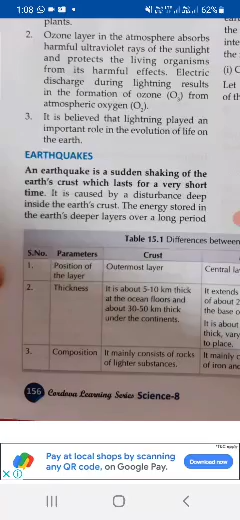 1:08
62%
plants.
2. Ozone layer in the atmosphere absorbs
harmful ultraviolet rays of the sunlight
and protects the living organisms
from its harmful effects. Electric
discharge during lightning results
in the formation of ozone (O₃) from
atmospheric oxygen (O₂).
3. It is believed that lightning played an
important role in the evolution of life on
the earth.
EARTHQUAKES
An earthquake is a sudden shaking of the
earth's crust which lasts for a very short
time. It is caused by a disturbance deep
inside the earth's crust. The energy stored in
the earth's deeper layers over a long period
the
inte
the
(i) C
Let
of th
Table 15.1 Differences between
S.No. Parameters Crust
1. Position of the layer Outermost layer Central la
2. Thickness It is about 5-10 km thick It extends
at the ocean floors and of about 2
about 30-50 km thick the base o
under the continents. It is about
thick, vary
to place.
3. Composition It mainly consists of rocks It mainly c
of lighter substances. of iron and
156 Cordova Learning Series Science-8
*T&C apply
Pay at local shops by scanning
any QR code, on Google Pay.
Download now